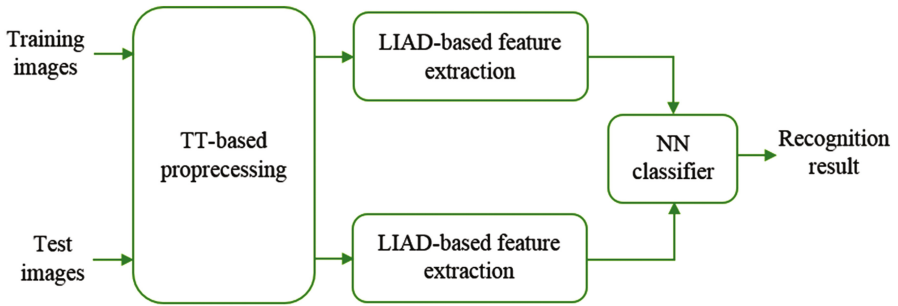 Training
images
TT-based
proprecessing
Test
images
LIAD-based feature
extraction
LIAD-based feature
extraction
NN
classifier
Recognition
result